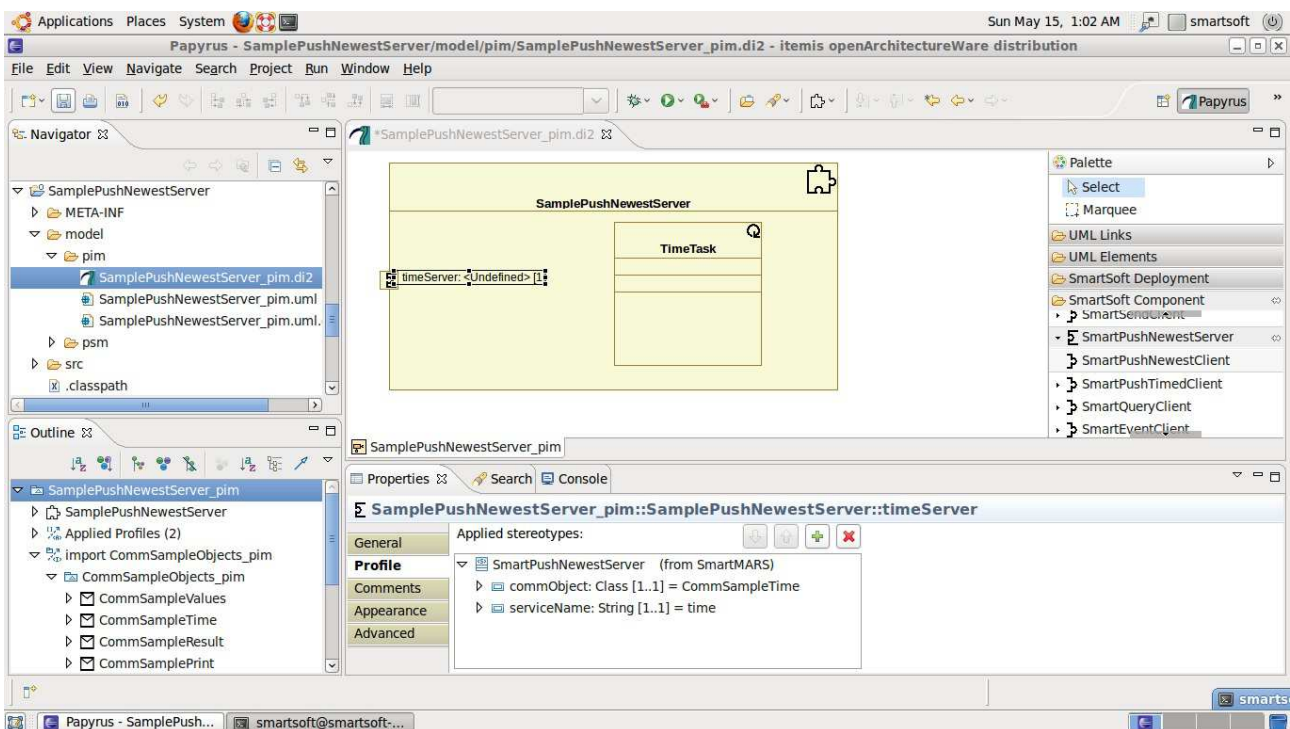 Applications Places System Sun May 15, 1:02 AM smartsoft
Papyrus - SamplePushNewestServer/model/pim/SamplePushNewestServer_pim.di2 - itemis openArchitectureWare distribution
File Edit View Navigate Search Project Run Window Help
Papyrus »
Navigator
SamplePushNewestServer
META-INF
model
pim
SamplePushNewestServer_pim.di2
SamplePushNewestServer_pim.uml
SamplePushNewestServer_pim.uml.
psm
src
.classpath
Outline
SamplePushNewestServer_pim
SamplePushNewestServer
Applied Profiles (2)
import CommSampleObjects_pim
CommSampleObjects_pim
CommSampleValues
CommSampleTime
CommSampleResult
CommSamplePrint
*SamplePushNewestServer_pim.di2
SamplePushNewestServer
TimeTask
timeServer: <Undefined> [1
SamplePushNewestServer_pim
Palette
Select
Marquee
UML Links
UML Elements
SmartSoft Deployment
SmartSoft Component
SmartSendClient
SmartPushNewestServer
SmartPushNewestClient
SmartPushTimedClient
SmartQueryClient
SmartEventClient
Properties Search Console
SamplePushNewestServer_pim::SamplePushNewestServer::timeServer
General
Profile
Comments
Appearance
Advanced
Applied stereotypes:
SmartPushNewestServer (from SmartMARS)
commObject: Class [1..1] = CommSampleTime
serviceName: String [1..1] = time
smarts
Papyrus - SamplePush... smartsoft@smartsoft-...